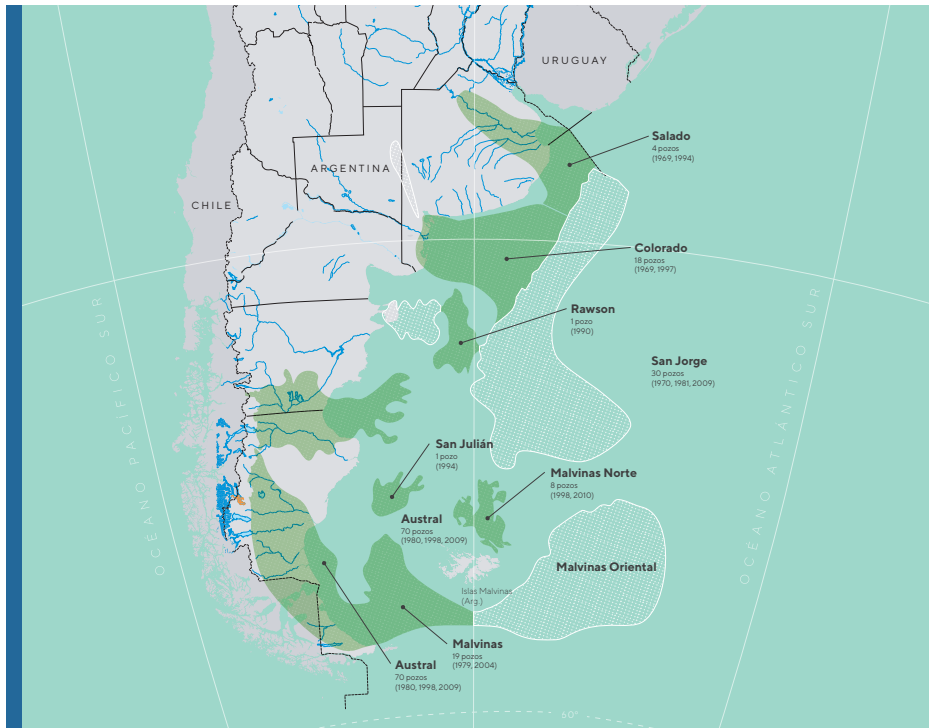 URUGUAY
Salado
4 pozos
(1969, 1994)
ARGENTINA
CHILE
Colorado
18 pozos
(1969, 1997)
Rawson
1 pozo
(1990)
OCÉANO PACÍFICO SUR
OCÉANO ATLÁNTICO SUR
San Jorge
30 pozos
(1970, 1981, 2009)
San Julián
1 pozo
(1994)
Malvinas Norte
8 pozos
(1998, 2010)
Austral
70 pozos
(1980, 1998, 2009)
Malvinas Oriental
Islas Malvinas
(Arg.)
Malvinas
19 pozos
(1979, 2004)
Austral
70 pozos
(1980, 1998, 2009)
60°